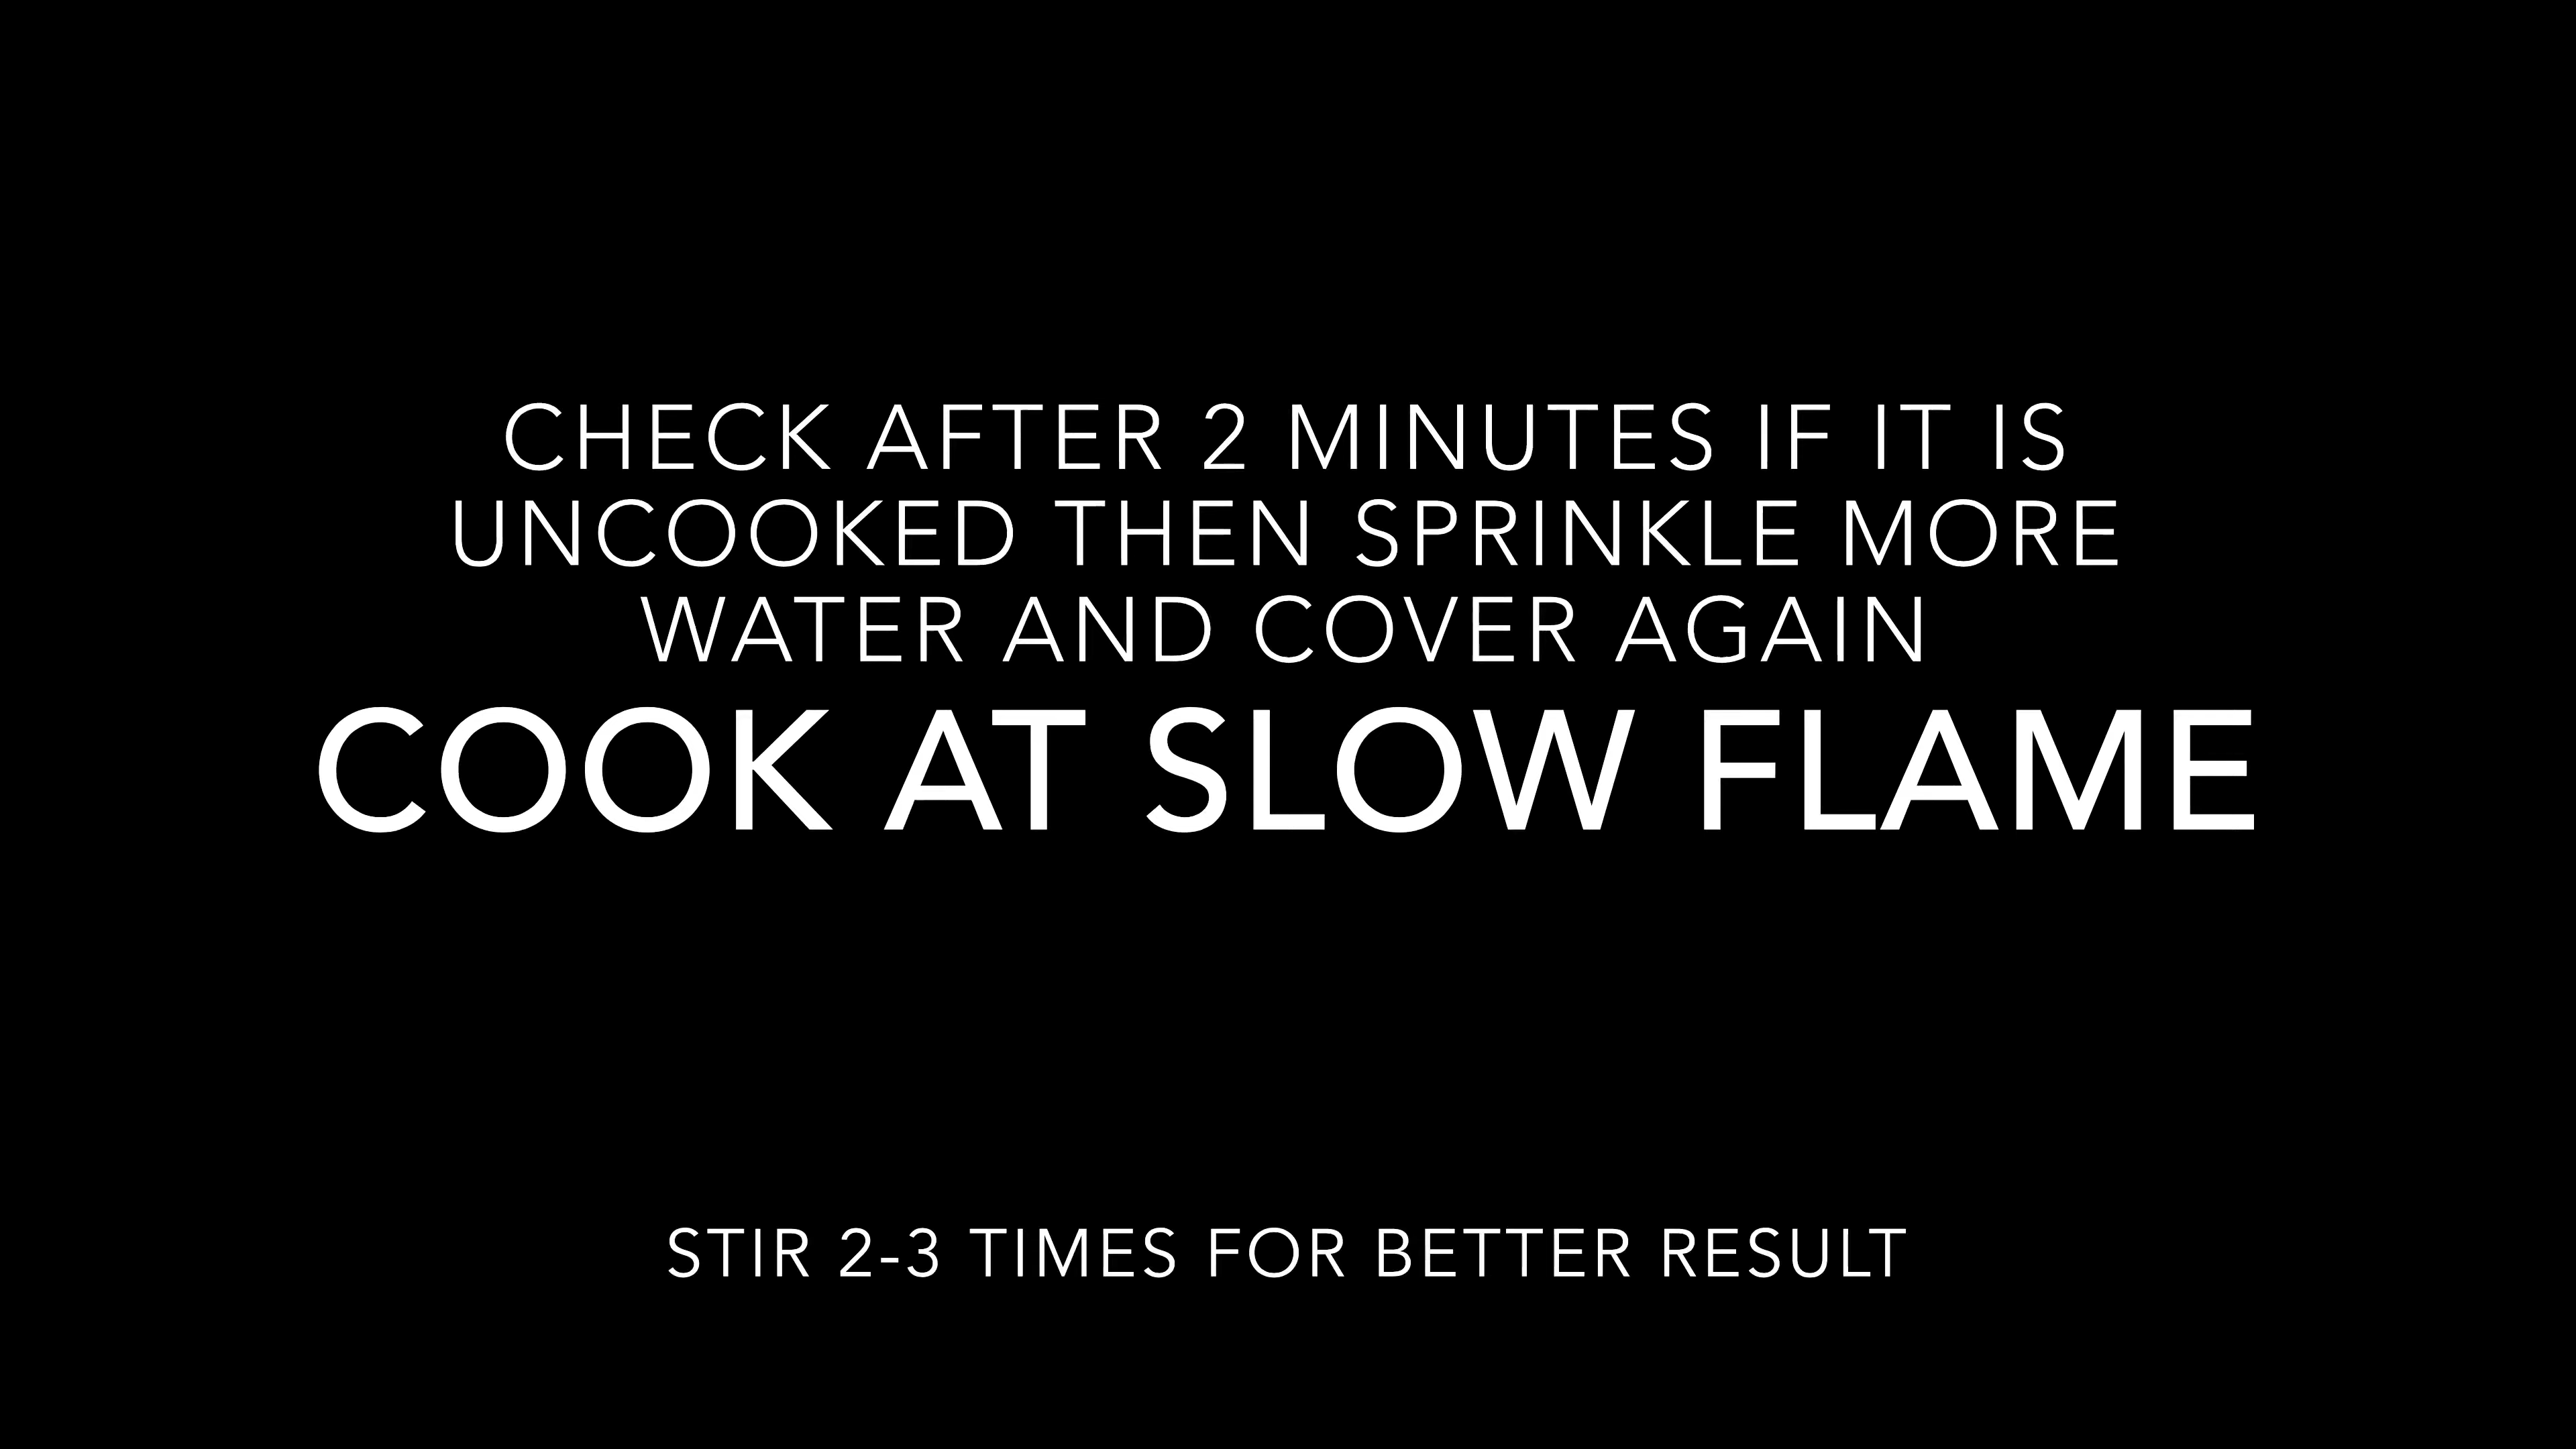 CHECK AFTER 2 MINUTES IF IT IS
UNCOOKED THEN SPRINKLE MORE
WATER AND COVER AGAIN
COOK AT SLOW FLAME
STIR 2-3 TIMES FOR BETTER RESULT